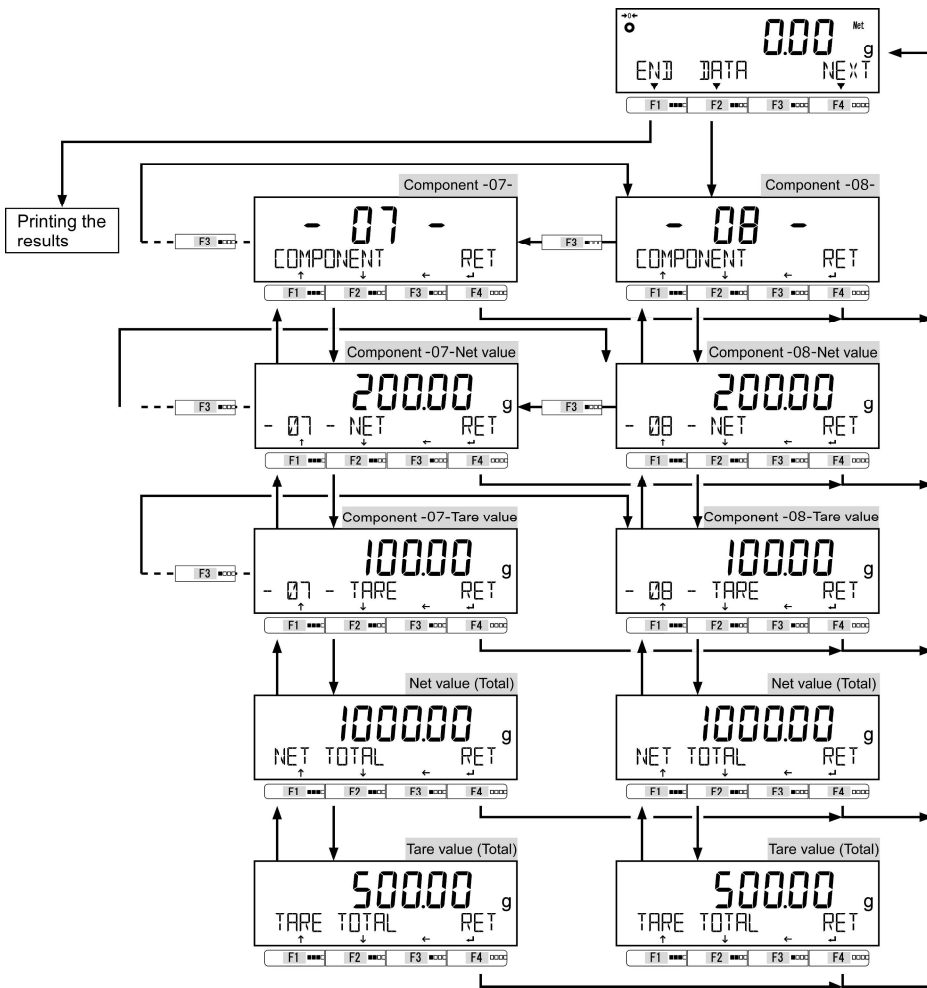 →0←
0.00 Net g
END DATA NEXT
F1 F2 F3 F4
Printing the
results
Component -07-
- 07 -
COMPONENT RET
↑ ↓ ← ↵
F1 F2 F3 F4
F3
F3
Component -08-
- 08 -
COMPONENT RET
↑ ↓ ← ↵
F1 F2 F3 F4
Component -07-Net value
200.00 g
- 07 - NET RET
↑ ↓ ← ↵
F1 F2 F3 F4
F3
F3
Component -08-Net value
200.00 g
- 08 - NET RET
↑ ↓ ← ↵
F1 F2 F3 F4
Component -07-Tare value
100.00 g
- 07 - TARE RET
↑ ↓ ← ↵
F1 F2 F3 F4
F3
Component -08-Tare value
100.00 g
- 08 - TARE RET
↑ ↓ ← ↵
F1 F2 F3 F4
Net value (Total)
1000.00 g
NET TOTAL RET
↑ ↓ ← ↵
F1 F2 F3 F4
Net value (Total)
1000.00 g
NET TOTAL RET
↑ ↓ ← ↵
F1 F2 F3 F4
Tare value (Total)
500.00 g
TARE TOTAL RET
↑ ↓ ← ↵
F1 F2 F3 F4
Tare value (Total)
500.00 g
TARE TOTAL RET
↑ ↓ ← ↵
F1 F2 F3 F4